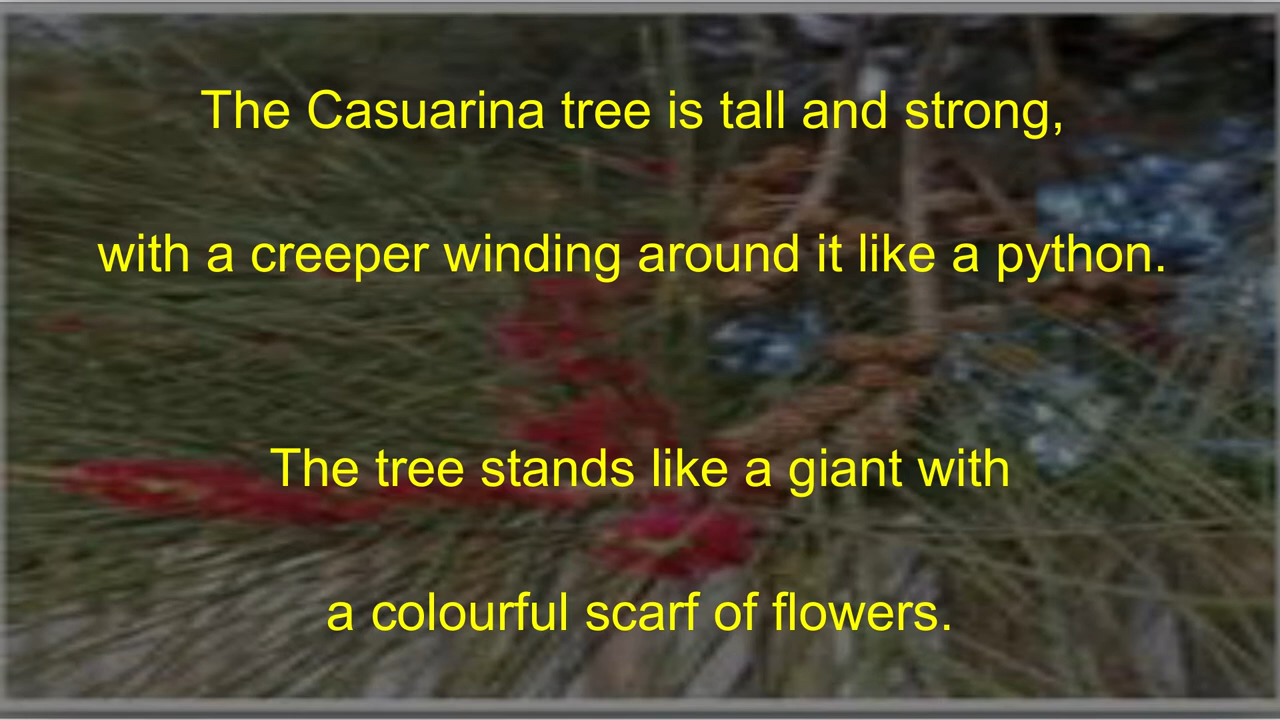 The Casuarina tree is tall and strong,
with a creeper winding around it like a python.
The tree stands like a giant with
a colourful scarf of flowers.